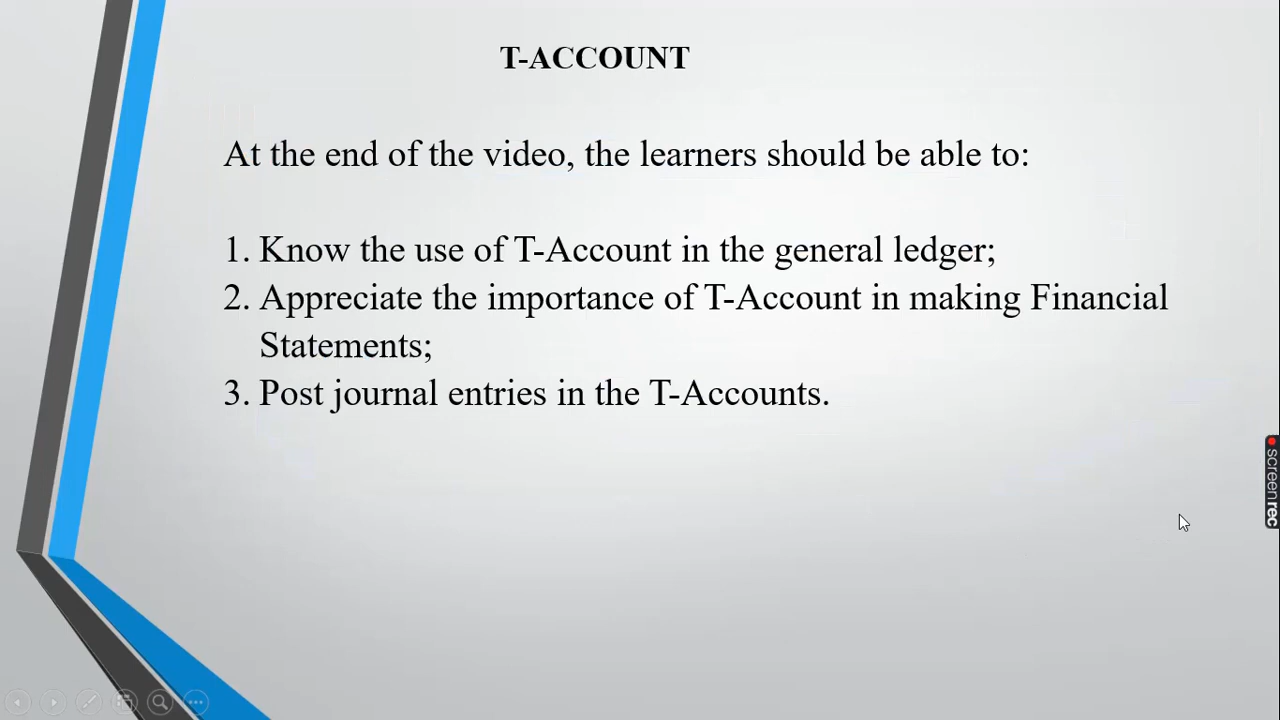 T-ACCOUNT
At the end of the video, the learners should be able to:
1. Know the use of T-Account in the general ledger;
2. Appreciate the importance of T-Account in making Financial
Statements;
3. Post journal entries in the T-Accounts.
screenrec